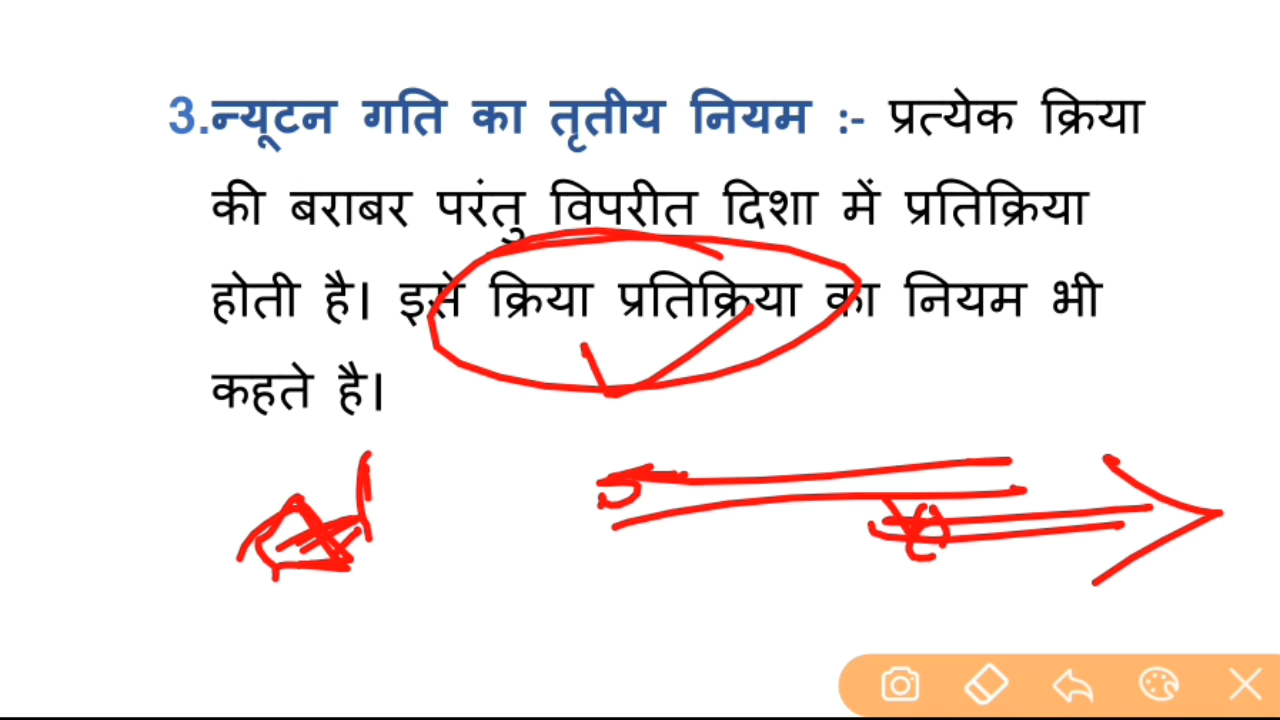 3.न्यूटन गति का तृतीय नियम :- प्रत्येक क्रिया
की बराबर परंतु विपरीत दिशा में प्रतिक्रिया
होती है। इसे क्रिया प्रतिक्रिया का नियम भी
कहते है।